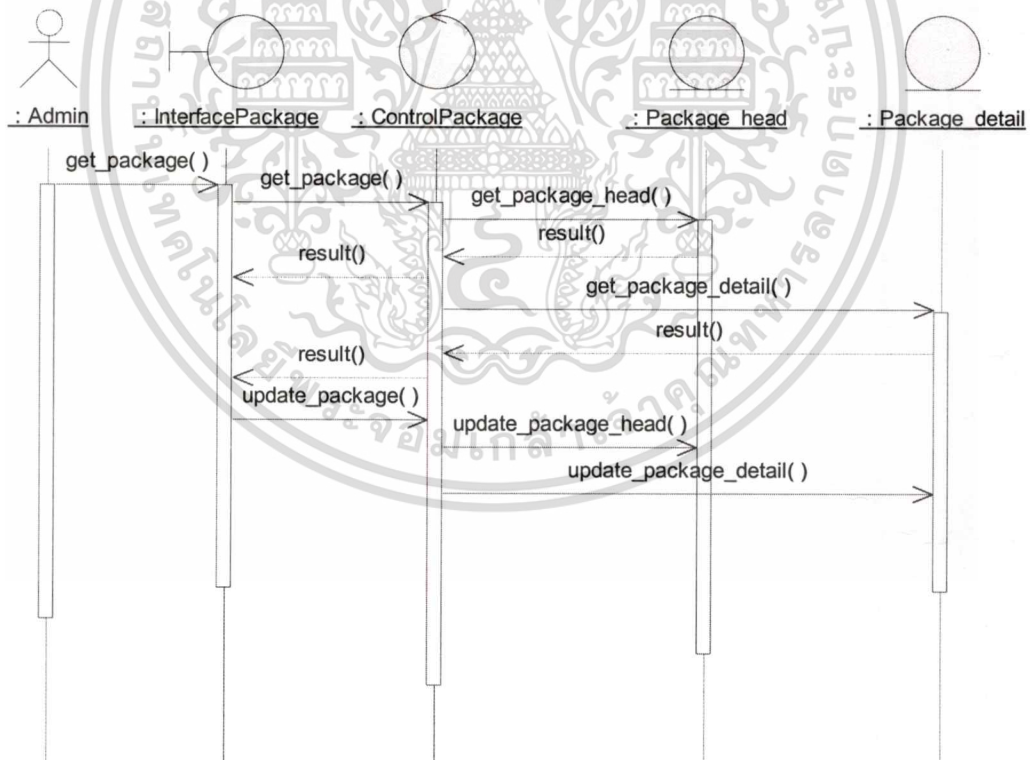 : Admin
: InterfacePackage
: ControlPackage
: Package_head
: Package_detail
get_package( )
get_package( )
get_package_head( )
result()
result()
get_package_detail( )
result()
result()
update_package( )
update_package_head( )
update_package_detail( )